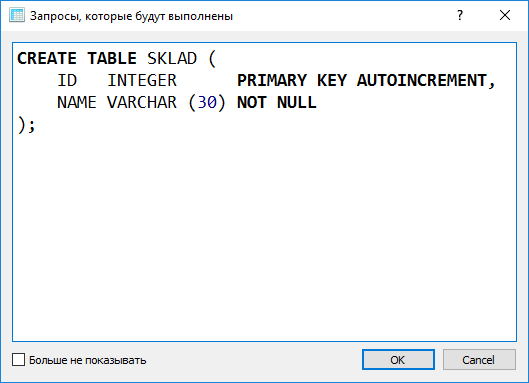 Запросы, которые будут выполнены
CREATE TABLE SKLAD (
    ID   INTEGER      PRIMARY KEY AUTOINCREMENT,
    NAME VARCHAR (30) NOT NULL
);
Больше не показывать
OK
Cancel